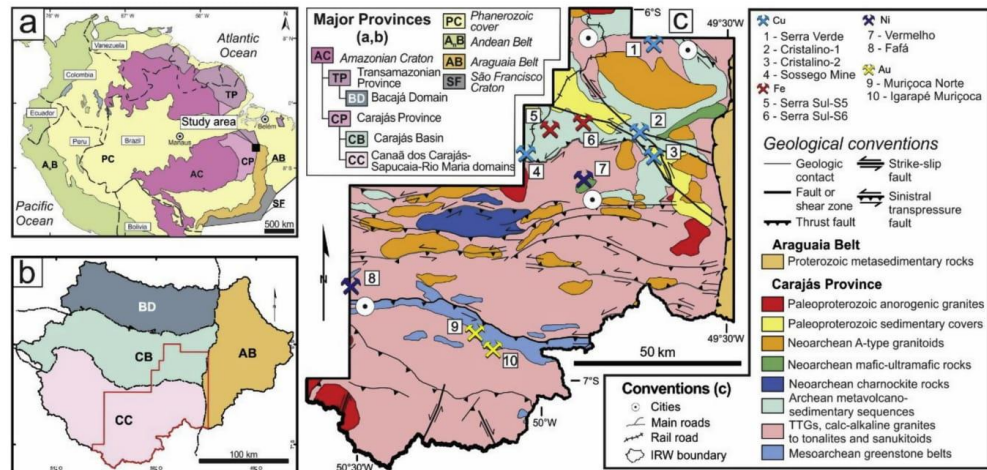 a
Atlantic
Ocean
Venezuela
Colombia
Ecuador
Peru
Brazil
Bolivia
Manaus
Belém
Study area
TP
CP
AB
A,B
PC
AC
SF
Pacific
Ocean
500 km
Major Provinces
(a,b)
AC Amazonian Craton
TP Transamazonian
Province
BD Bacajá Domain
CP Carajás Province
CB Carajás Basin
CC Canaã dos Carajás-
Sapucaia-Rio Maria domains
PC Phanerozoic
cover
A,B Andean Belt
AB Araguaia Belt
SF São Francisco
Craton
b
BD
CB
AB
CC
100 km
c
6°S
49°30'W
1
2
3
4
5
6
7
8
9
10
N
49°30'W
50 km
7°S
50°W
50°30'W
Conventions (c)
Cities
Main roads
Rail road
IRW boundary
Cu
1 - Serra Verde
2 - Cristalino-1
3 - Cristalino-2
4 - Sossego Mine
Fe
5 - Serra Sul-S5
6 - Serra Sul-S6
Ni
7 - Vermelho
8 - Fafá
Au
9 - Muriçoca Norte
10 - Igarapé Muriçoca
Geological conventions
Geologic
contact
Fault or
shear zone
Thrust fault
Strike-slip
fault
Sinistral
transpressure
fault
Araguaia Belt
Proterozoic metasedimentary rocks
Carajás Province
Paleoproterozoic anorogenic granites
Paleoproterozoic sedimentary covers
Neoarchean A-type granitoids
Neoarchean mafic-ultramafic rocks
Neoarchean charnockite rocks
Archean metavolcano-
sedimentary sequences
TTGs, calc-alkaline granites
to tonalites and sanukitoids
Mesoarchean greenstone belts